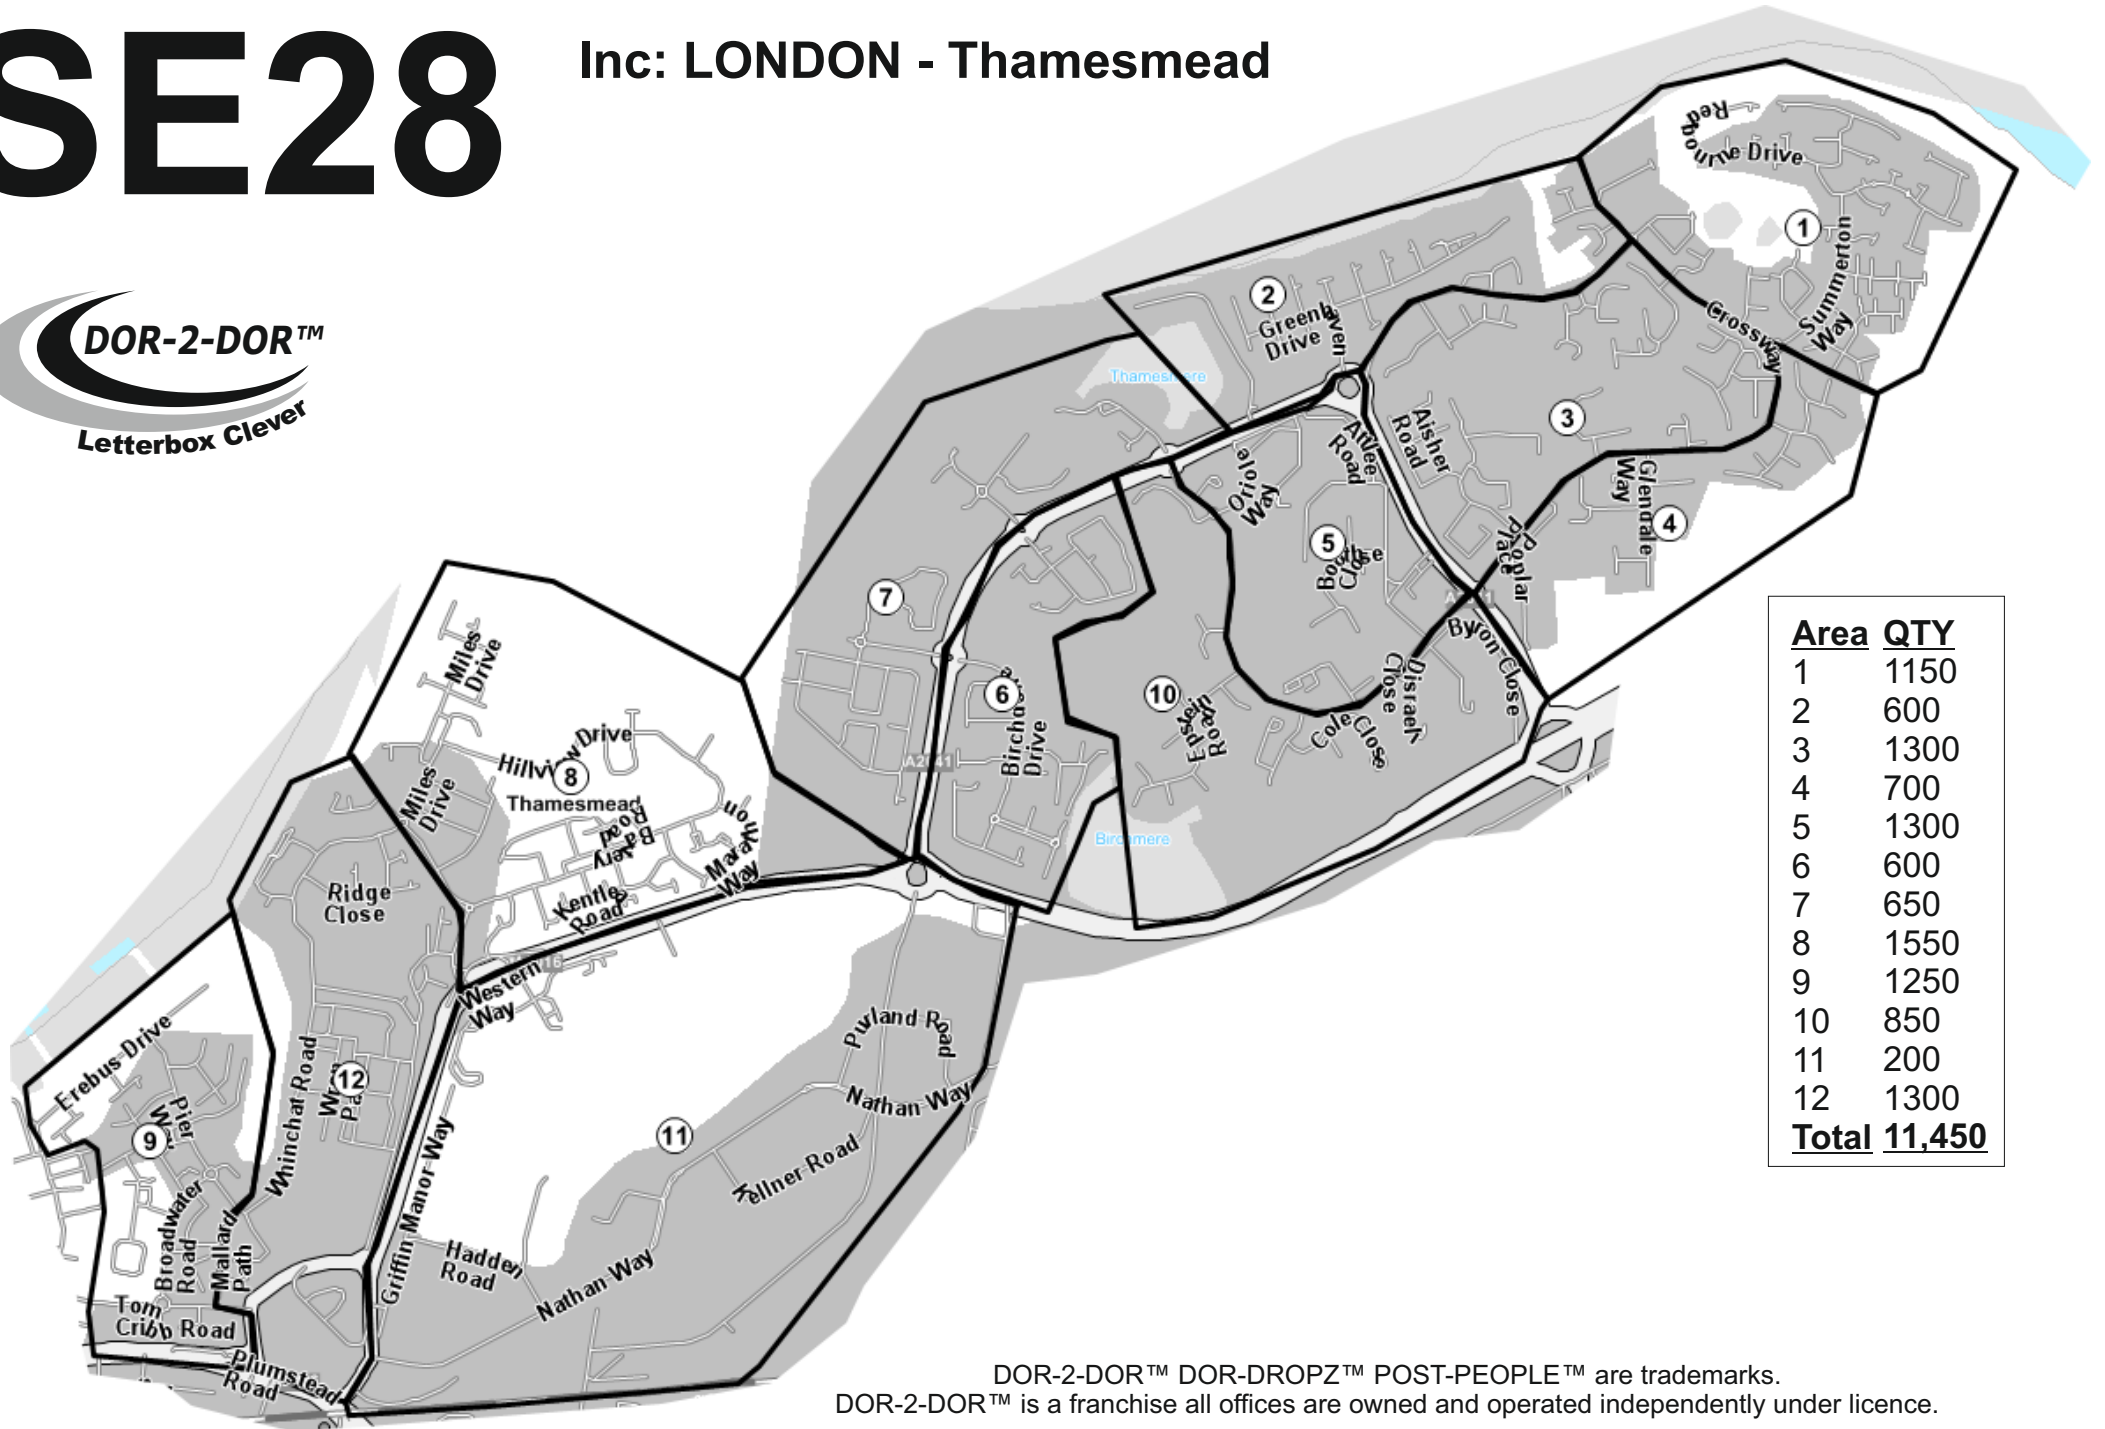 SE28
Inc: LONDON - Thamesmead
DOR-2-DOR™
Letterbox Clever
Red
bourne Drive
1
Summerton
Way
Crossway
2
Greenhaven
Drive
Thamesmere
3
Aisher
Road
Attlee
Road
Oriole
Way
Glendale
Way
4
Poplar
Place
5
Booth
Close
Byron Close
Disraeli
Close
Cole Close
7
6
Birchdene
Drive
10
Epstein
Road
A2041
Birchmere
Miles
Drive
Hillview Drive
8
Thamesmead
Miles
Drive
Battery
Road
Marathon
Way
Kentlea
Road
Ridge
Close
Western
Way
Erebus Drive
Pier
Way
9
Whinchat Road
12
Griffin Manor Way
Purland Road
Nathan Way
11
Kellner Road
Broadwater
Road
Mallard
Path
Hadden
Road
Nathan Way
Tom
Cribb Road
Plumstead
Road
Area QTY
1 1150
2 600
3 1300
4 700
5 1300
6 600
7 650
8 1550
9 1250
10 850
11 200
12 1300
Total 11,450
DOR-2-DOR™ DOR-DROPZ™ POST-PEOPLE™ are trademarks.
DOR-2-DOR™ is a franchise all offices are owned and operated independently under licence.